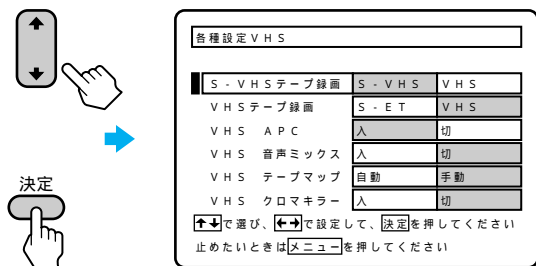 各種設定VHS
S-VHSテープ録画 S-VHS VHS
VHSテープ録画 S-ET VHS
VHS APC 入 切
VHS 音声ミックス 入 切
VHS テープマップ 自動 手動
VHS クロマキラー 入 切
↑↓で選び、←→で設定して、決定を押してください
止めたいときはメニューを押してください
決定